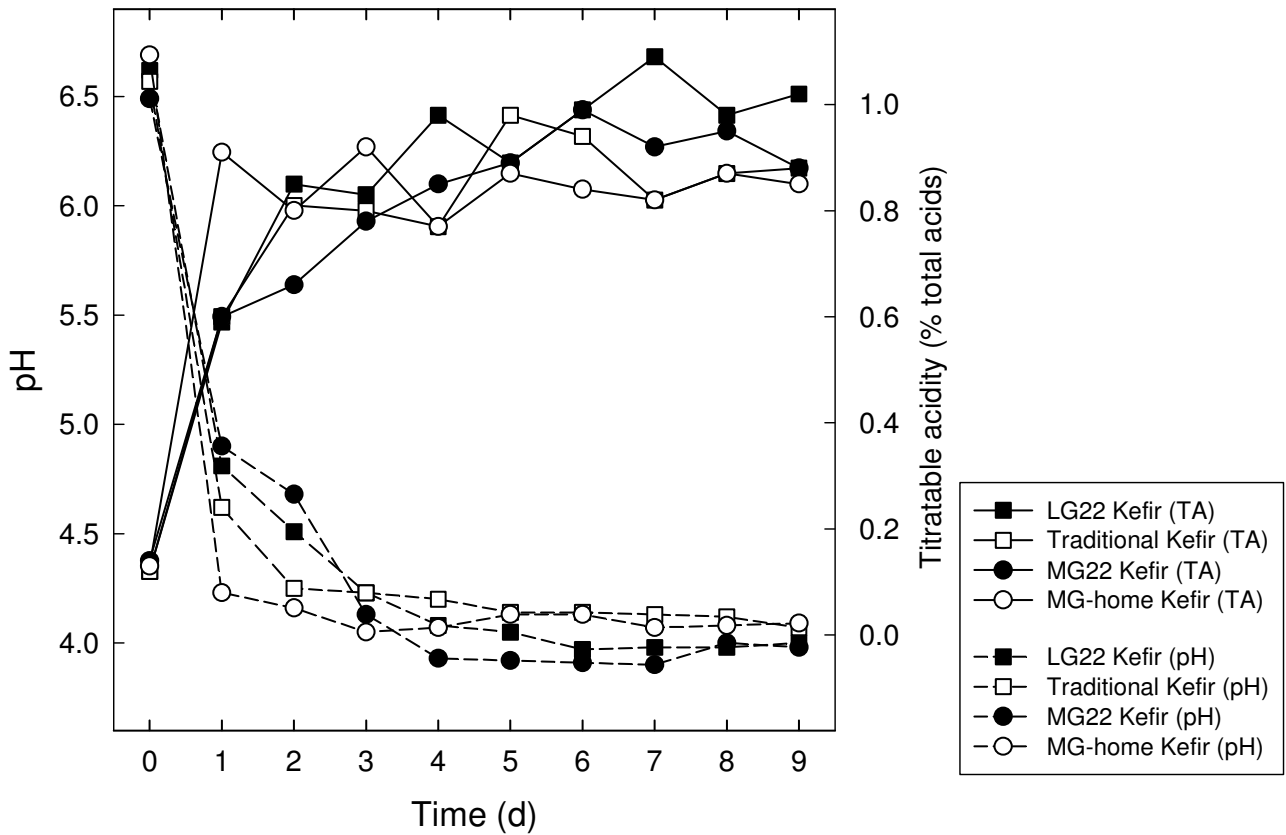 pH
6.5
6.0
5.5
5.0
4.5
4.0
0 1 2 3 4 5 6 7 8 9
Time (d)
1.0
0.8
0.6
0.4
0.2
0.0
Titratable acidity (% total acids)
LG22 Kefir (TA)
Traditional Kefir (TA)
MG22 Kefir (TA)
MG-home Kefir (TA)
LG22 Kefir (pH)
Traditional Kefir (pH)
MG22 Kefir (pH)
MG-home Kefir (pH)